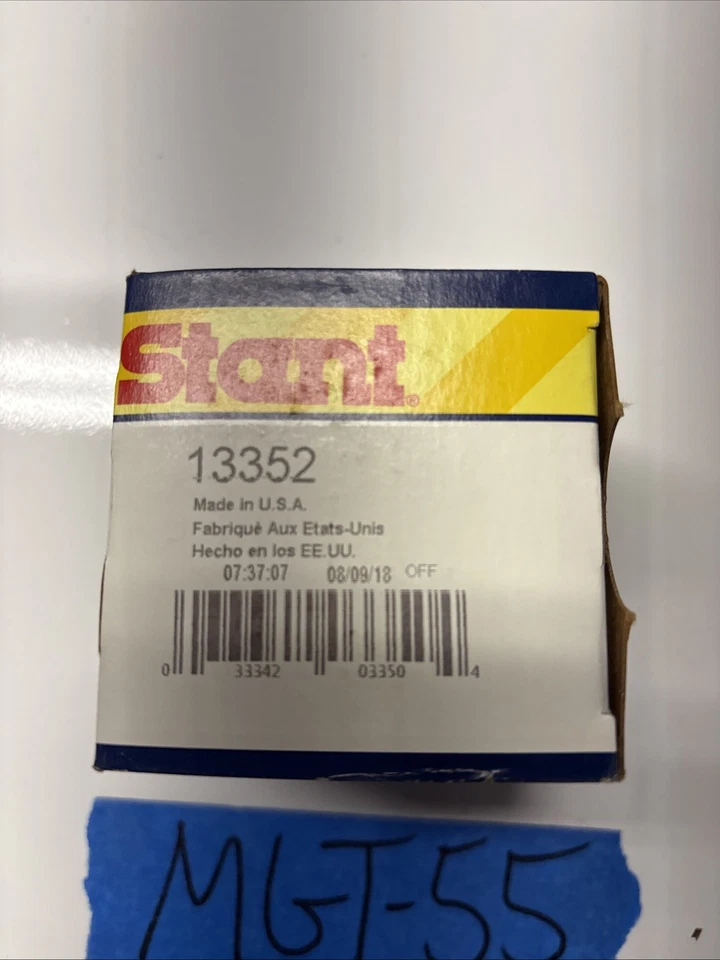 Stant®
13352
Made in U.S.A.
Fabriqué Aux Etats-Unis
Hecho en los EE.UU.
07:37:07 08/09/18 OFF
0 33342 03350 4
MGT-55